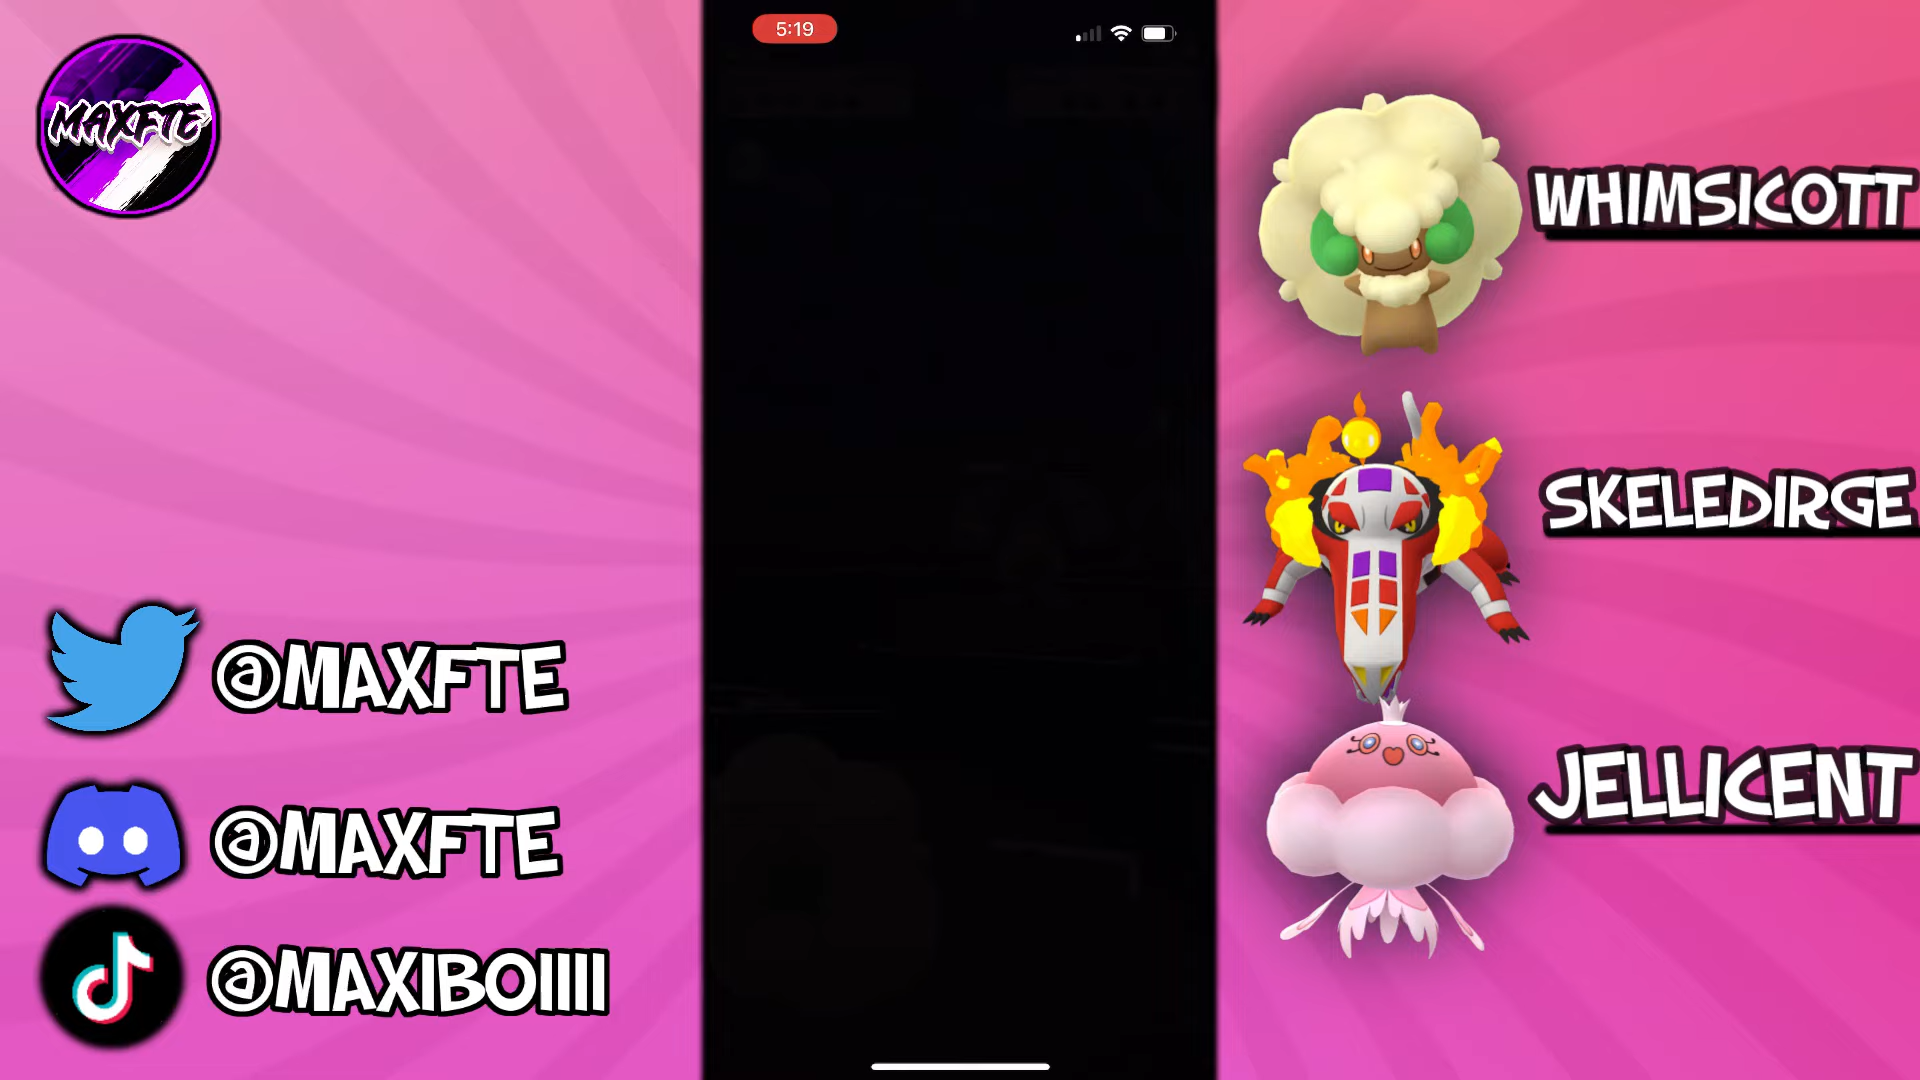 MAXFTE
5:19
WHIMSICOTT
SKELEDIRGE
JELLICENT
@MAXFTE
@MAXFTE
@MAXIBOIIII